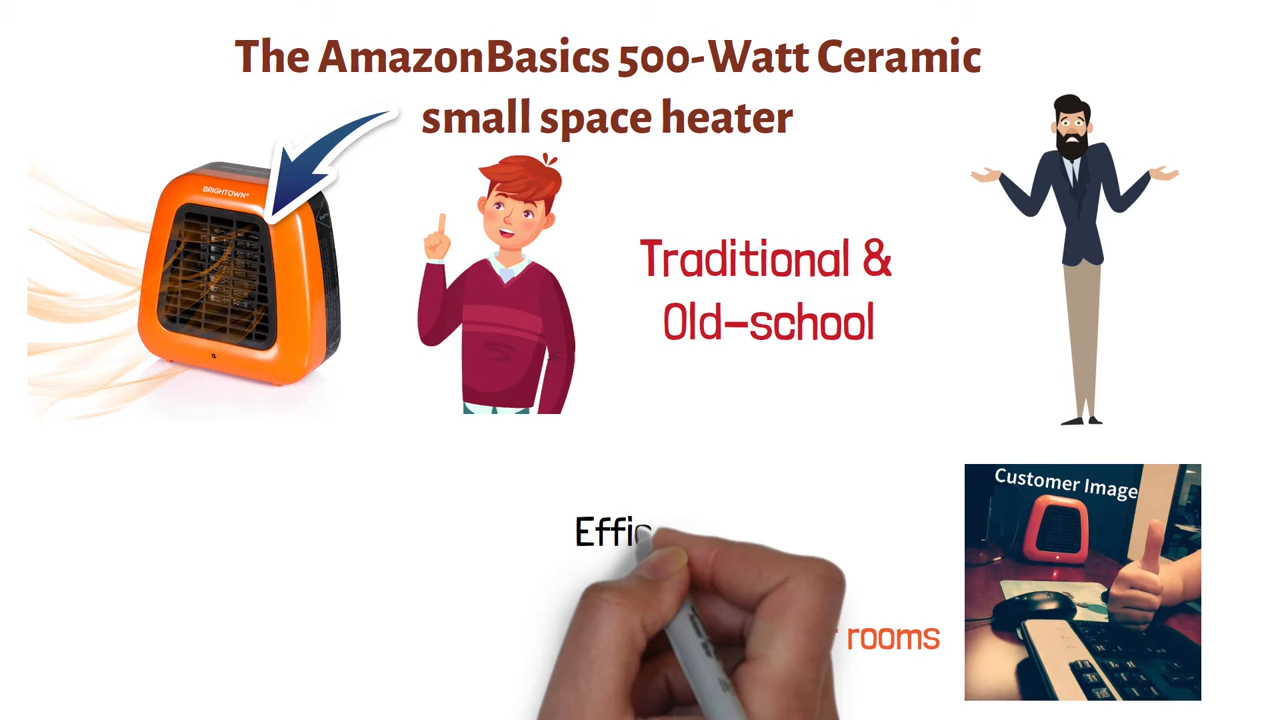 The AmazonBasics 500-Watt Ceramic
small space heater
BRIGHTOWN
Traditional &
Old-school
Customer Image
Effic
rooms